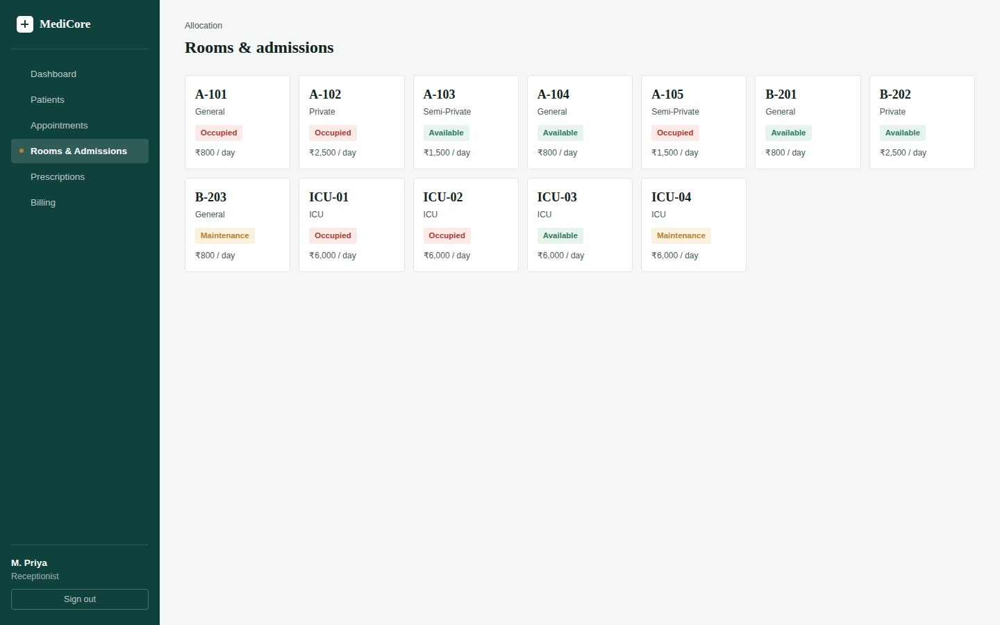 MediCore
Dashboard
Patients
Appointments
Rooms & Admissions
Prescriptions
Billing
M. Priya
Receptionist
Sign out
Allocation
Rooms & admissions
A-101
General
Occupied
₹800 / day
A-102
Private
Occupied
₹2,500 / day
A-103
Semi-Private
Available
₹1,500 / day
A-104
General
Available
₹800 / day
A-105
Semi-Private
Occupied
₹1,500 / day
B-201
General
Available
₹800 / day
B-202
Private
Available
₹2,500 / day
B-203
General
Maintenance
₹800 / day
ICU-01
ICU
Occupied
₹6,000 / day
ICU-02
ICU
Occupied
₹6,000 / day
ICU-03
ICU
Available
₹6,000 / day
ICU-04
ICU
Maintenance
₹6,000 / day